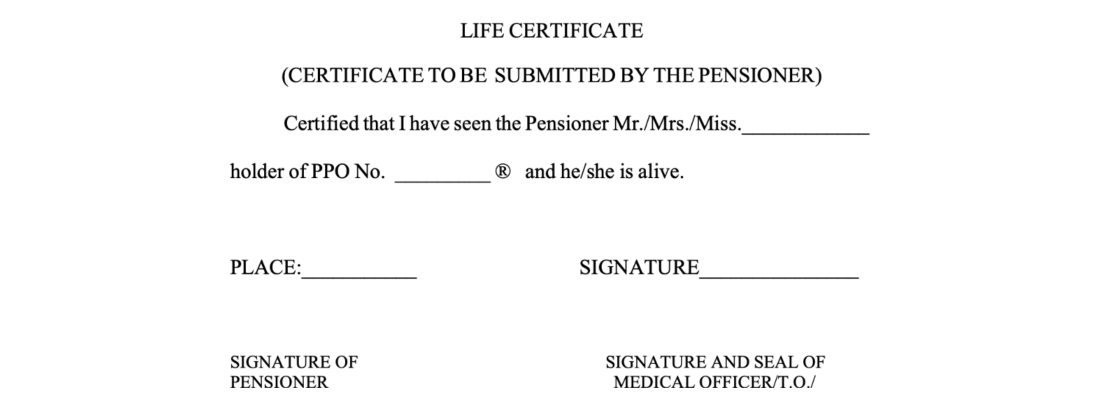 LIFE CERTIFICATE
(CERTIFICATE TO BE SUBMITTED BY THE PENSIONER)
Certified that I have seen the Pensioner Mr./Mrs./Miss.____________
holder of PPO No. _________ ® and he/she is alive.
PLACE:___________ SIGNATURE_______________
SIGNATURE OF SIGNATURE AND SEAL OF
PENSIONER MEDICAL OFFICER/T.O./